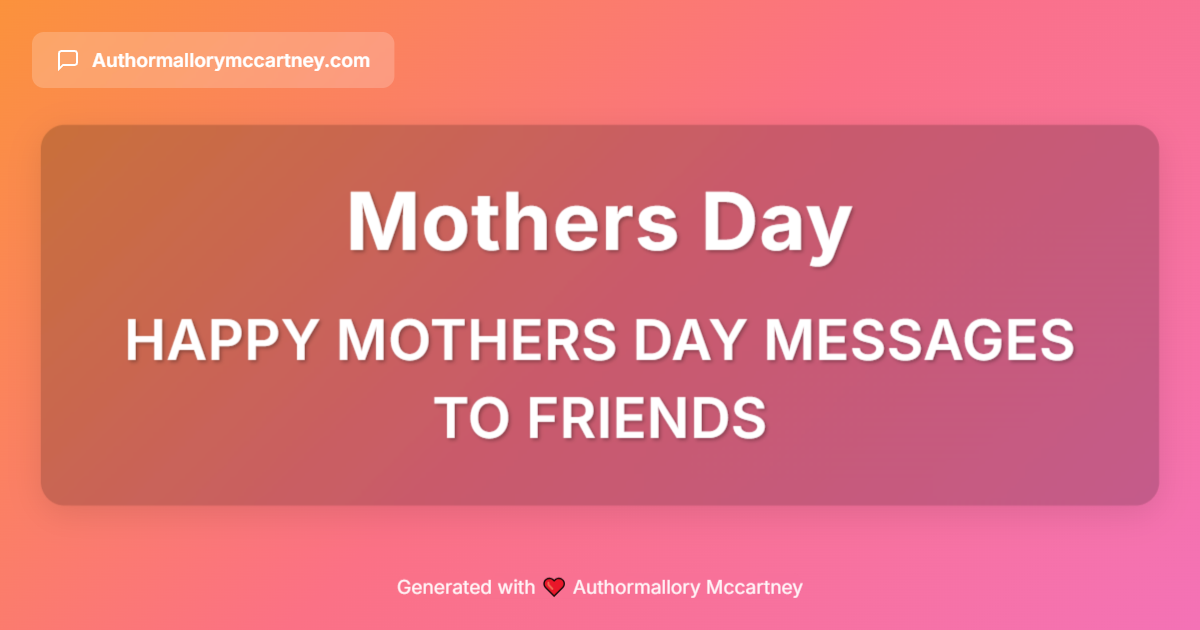 Authormallorymccartney.com
Mothers Day
HAPPY MOTHERS DAY MESSAGES
TO FRIENDS
Generated with ❤️ Authormallory Mccartney